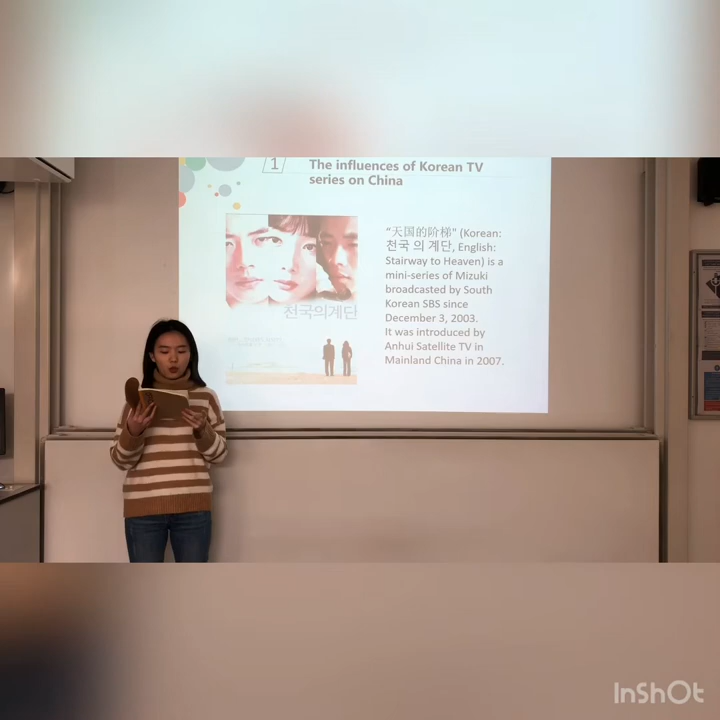 1
The influences of Korean TV
series on China
“天国的阶梯" (Korean:
천국 의 계단, English:
Stairway to Heaven) is a
mini-series of Mizuki
broadcasted by South
Korean SBS since
December 3, 2003.
It was introduced by
Anhui Satellite TV in
Mainland China in 2007.
천국의계단
InShOt